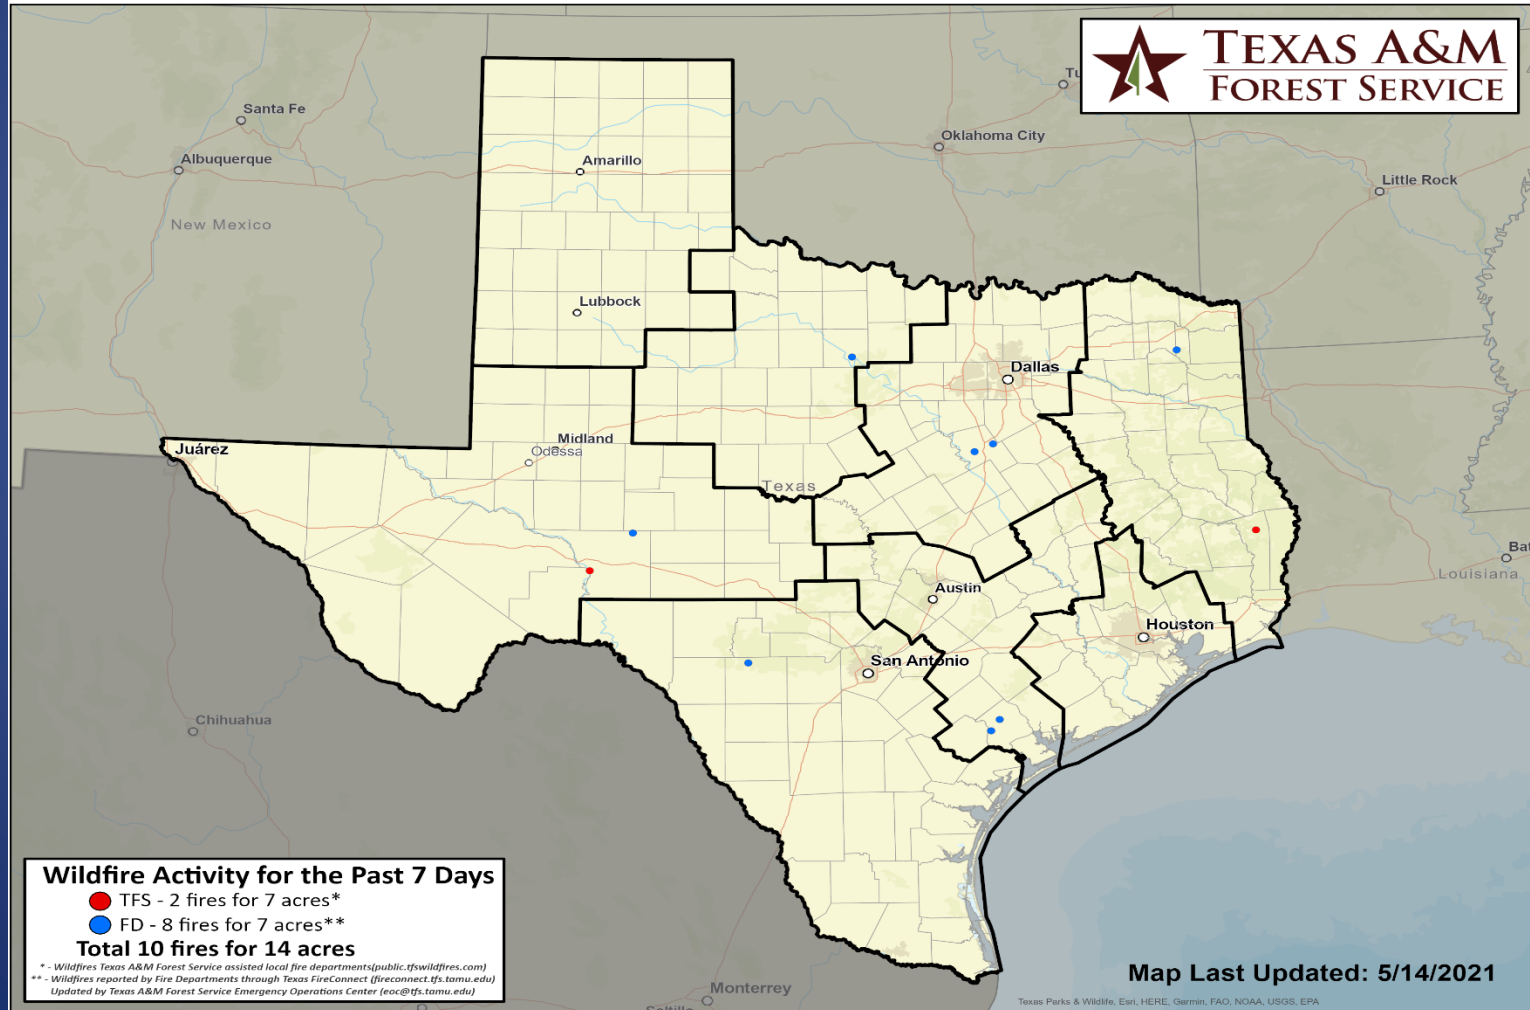 TEXAS A&M
FOREST SERVICE
Santa Fe
Oklahoma City
Albuquerque
Amarillo
Little Rock
New Mexico
Lubbock
Dallas
Juárez
Midland
Odessa
Texas
Louisiana
Austin
Houston
San Antonio
Chihuahua
Wildfire Activity for the Past 7 Days
TFS - 2 fires for 7 acres*
FD - 8 fires for 7 acres**
Total 10 fires for 14 acres
* - Wildfires Texas A&M Forest Service assisted local fire departments(public.tfswildfires.com)
** - Wildfires reported by Fire Departments through Texas FireConnect (fireconnect.tfs.tamu.edu)
Updated by Texas A&M Forest Service Emergency Operations Center (eoc@tfs.tamu.edu)
Map Last Updated: 5/14/2021
Monterrey
Texas Parks & Wildlife, Esri, HERE, Garmin, FAO, NOAA, USGS, EPA